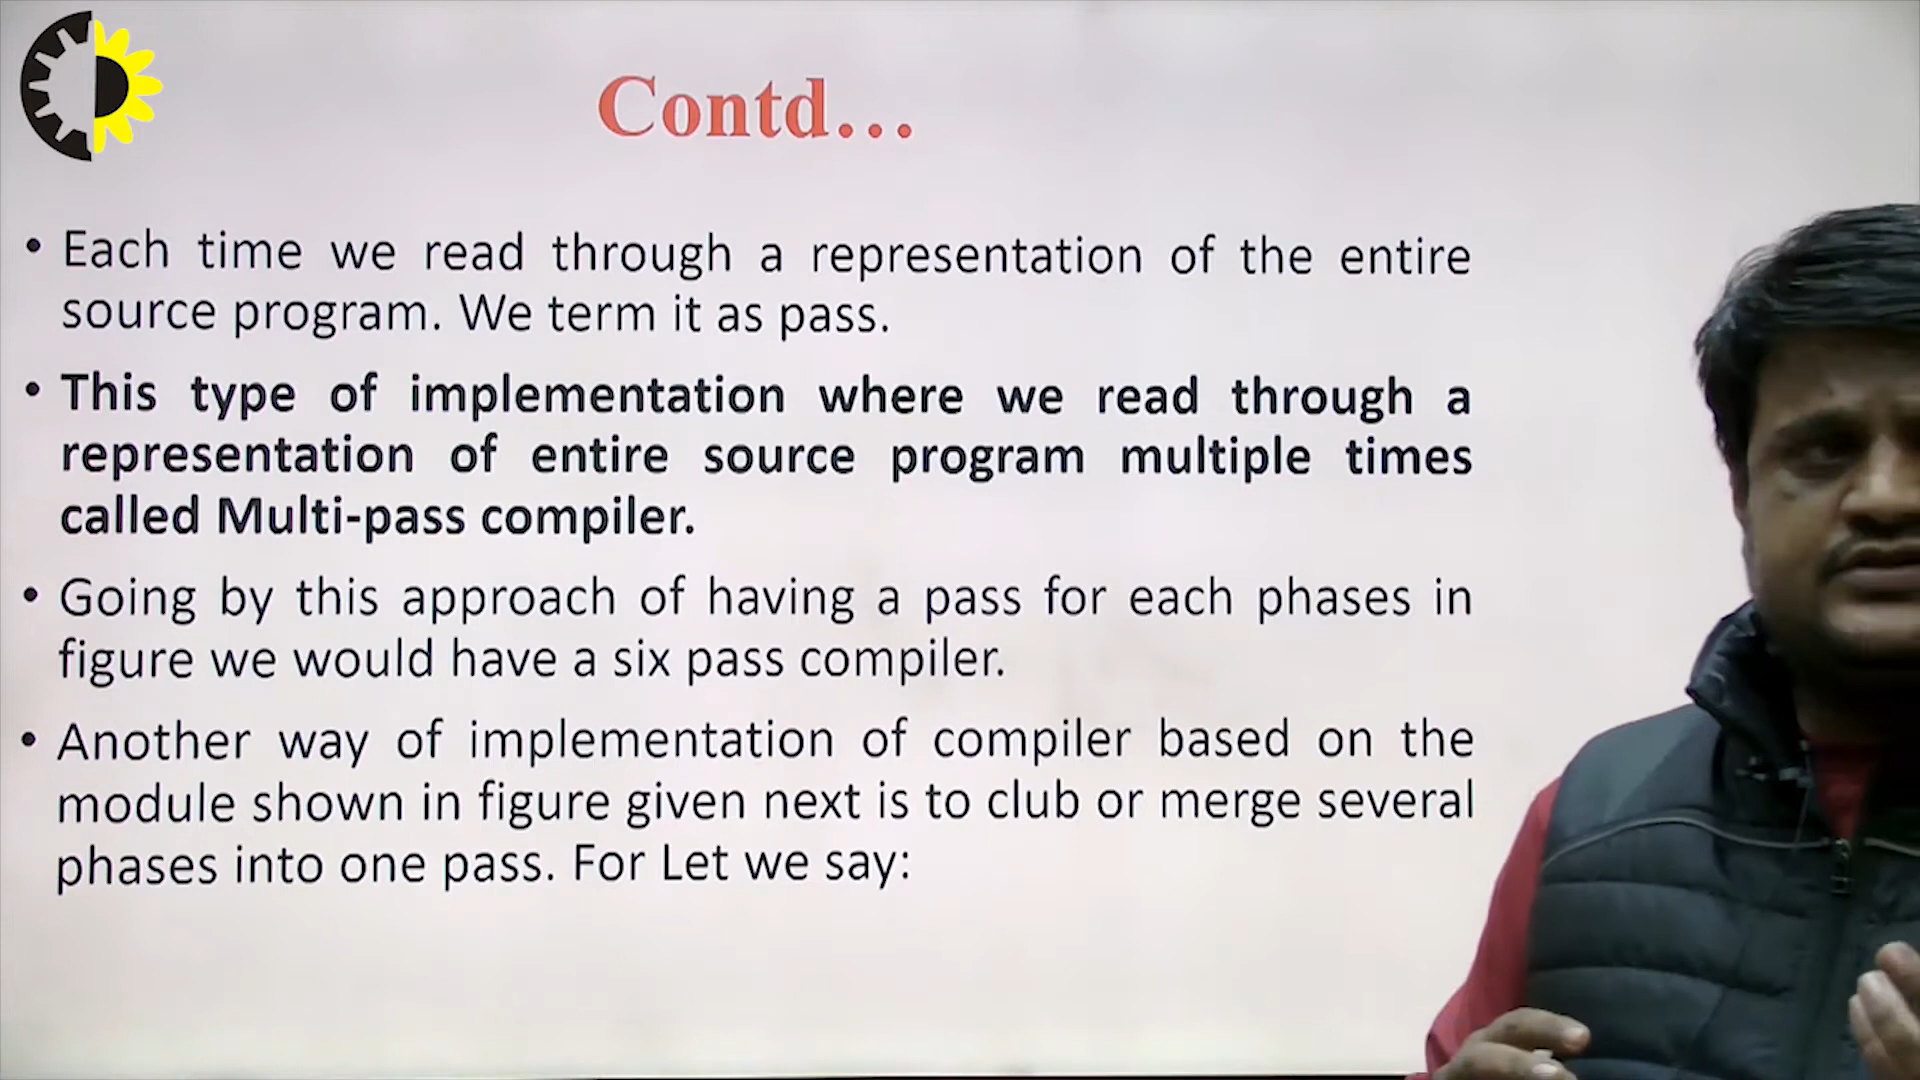 Contd...
• Each time we read through a representation of the entire
source program. We term it as pass.
• This type of implementation where we read through a
representation of entire source program multiple times
called Multi-pass compiler.
• Going by this approach of having a pass for each phases in
figure we would have a six pass compiler.
• Another way of implementation of compiler based on the
module shown in figure given next is to club or merge several
phases into one pass. For Let we say: